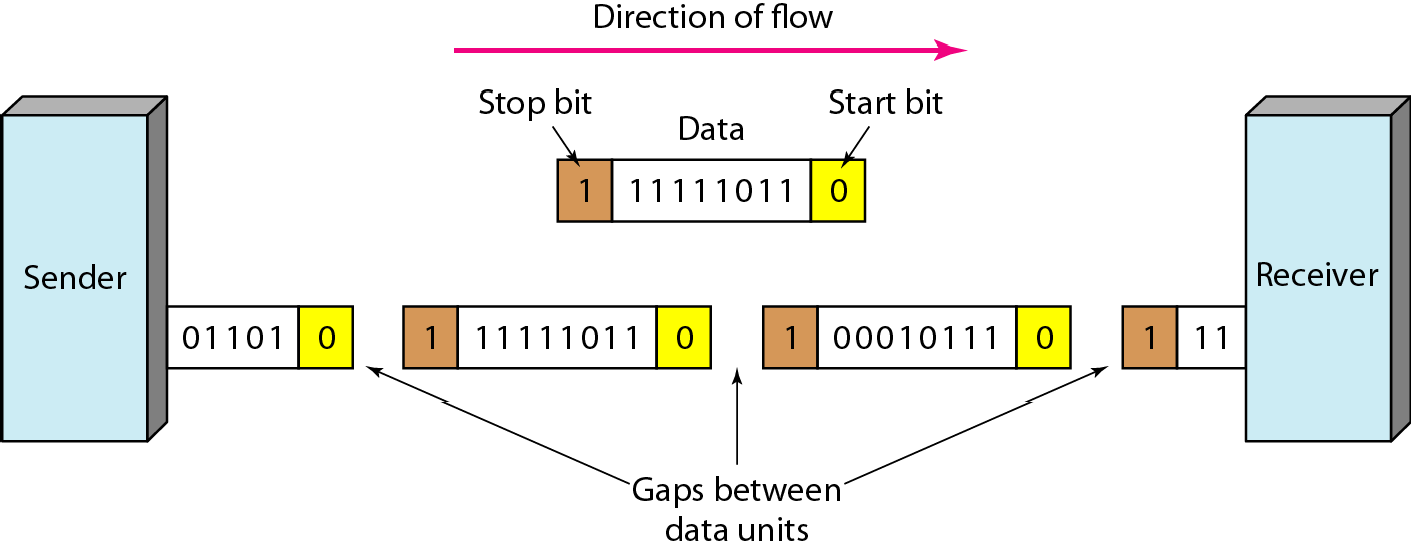 Direction of flow
Stop bit
Start bit
Data
1 11111011 0
Sender
Receiver
01101 0 1 11111011 0 1 00010111 0 1 11
Gaps between
data units